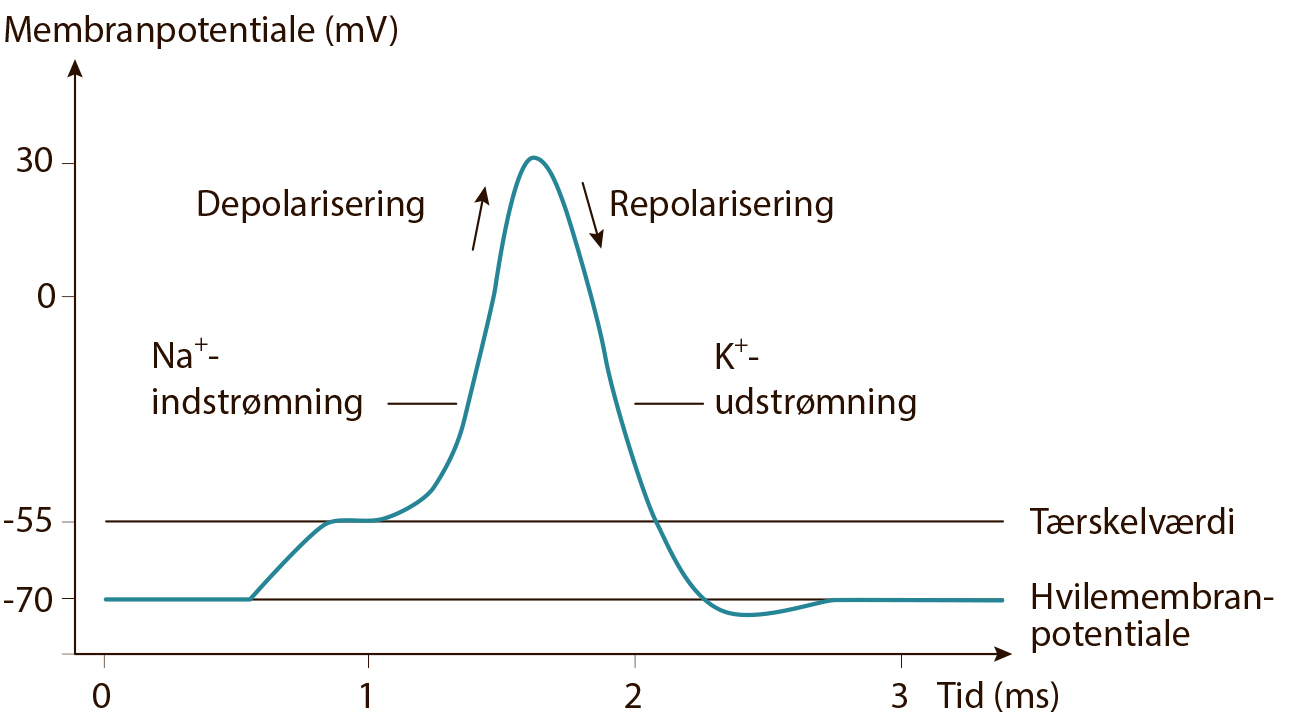 Membranpotentiale (mV)
30
Depolarisering
Repolarisering
0
Na⁺-
indstrømning
K⁺-
udstrømning
-55
Tærskelværdi
-70
Hvilemembran-
potentiale
0 1 2 3 Tid (ms)